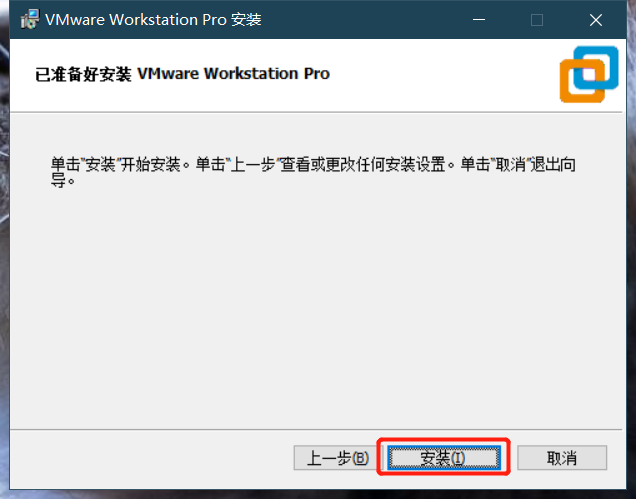 VMware Workstation Pro 安装
已准备好安装 VMware Workstation Pro
单击"安装"开始安装。单击"上一步"查看或更改任何安装设置。单击"取消"退出向
导。
上一步(B) 安装(I) 取消